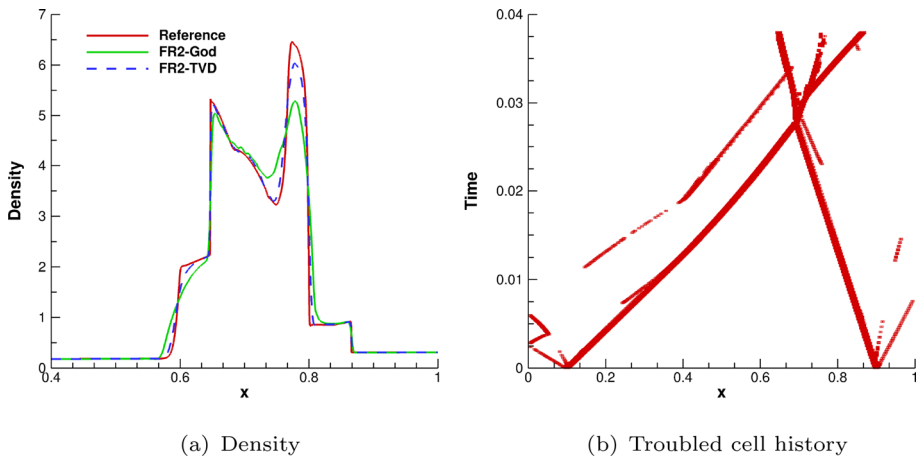 7
6
5
4
3
2
1
0
Density
Reference
FR2-God
FR2-TVD
0.4
0.6
0.8
1
x
0.04
0.03
0.02
0.01
0
Time
0
0.2
0.4
0.6
0.8
1
x
(a) Density
(b) Troubled cell history